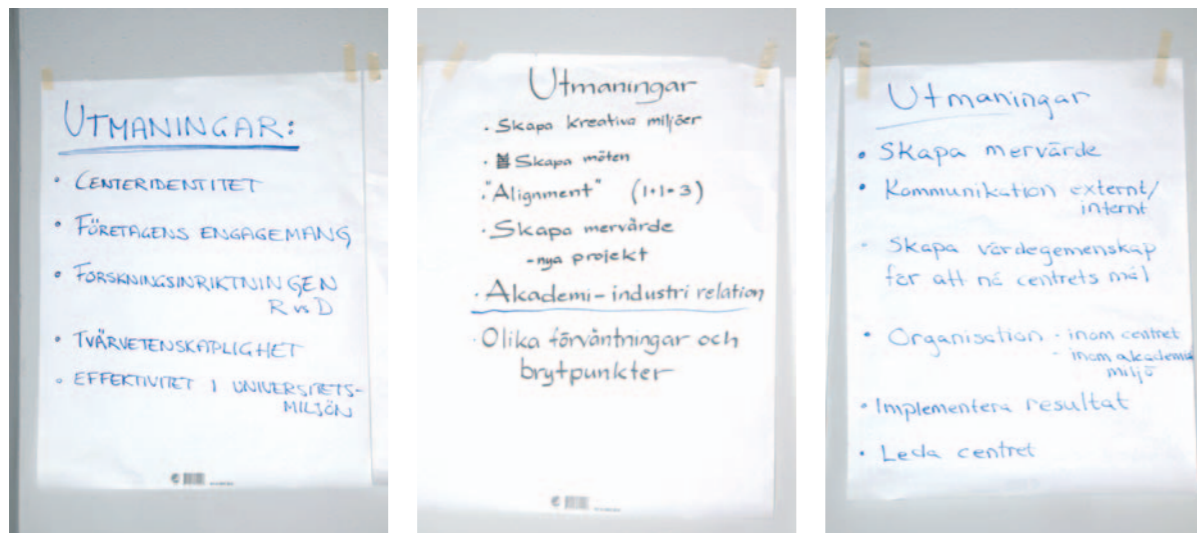 UTMANINGAR:
• CENTERIDENTITET
• FÖRETAGENS ENGAGEMANG
• FORSKNINGSINRIKTNINGEN
R vs D
• TVÄRVETENSKAPLIGHET
• EFFEKTIVITET I UNIVERSITETS-
MILJÖN
Utmaningar
• Skapa kreativa miljöer
• Skapa möten
• "Alignment" (1+1=3)
• Skapa mervärde
- nya projekt
• Akademi-industri relation
• Olika förväntningar och
brytpunkter
Utmaningar
• Skapa mervärde
• Kommunikation externt/
internt
• Skapa värdegemenskap
för att nå centrets mål
• Organisation - inom centret
- inom akademisk
miljö
• Implementera resultat
• Leda centret